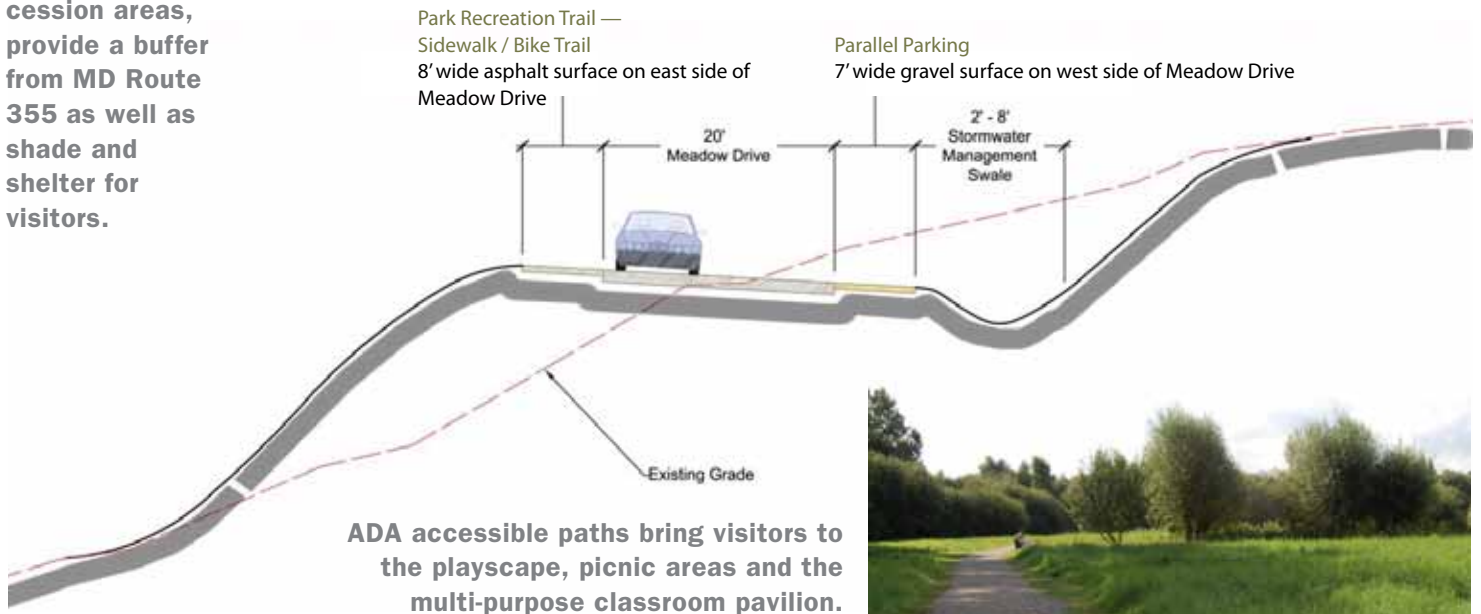 cession areas,
provide a buffer
from MD Route
355 as well as
shade and
shelter for
visitors.
Park Recreation Trail —
Sidewalk / Bike Trail
8’ wide asphalt surface on east side of
Meadow Drive
Parallel Parking
7’ wide gravel surface on west side of Meadow Drive
20'
Meadow Drive
2' - 8'
Stormwater
Management
Swale
Existing Grade
ADA accessible paths bring visitors to
the playscape, picnic areas and the
multi-purpose classroom pavilion.